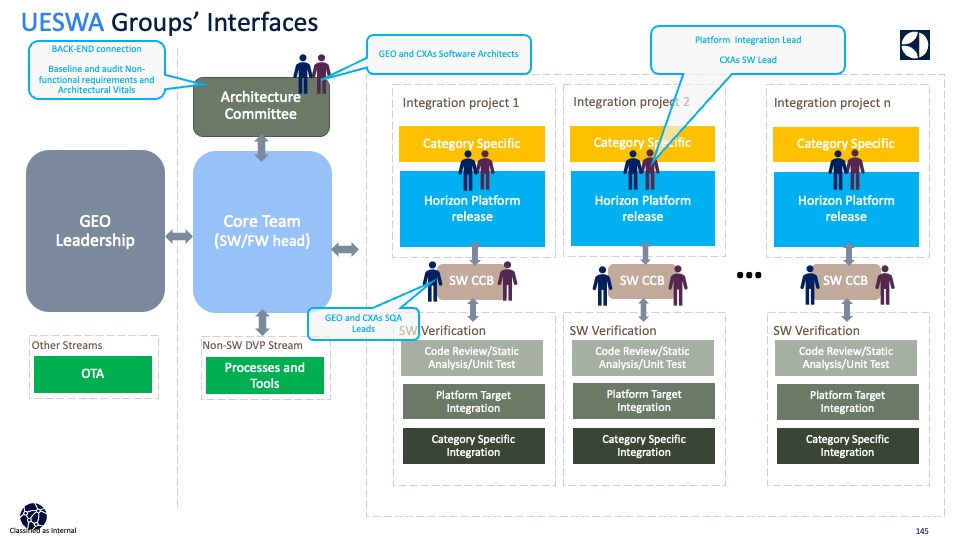 UESWA Groups' Interfaces
BACK-END connection
Baseline and audit Non-
functional requirements and
Architectural Vitals
GEO and CXAs Software Architects
Platform Integration Lead
CXAs SW Lead
Architecture
Committee
GEO
Leadership
Core Team
(SW/FW head)
Other Streams
OTA
Non-SW DVP Stream
Processes and
Tools
GEO and CXAs SQA
Leads
Integration project 1
Category Specific
Horizon Platform
release
SW CCB
SW Verification
Code Review/Static
Analysis/Unit Test
Platform Target
Integration
Category Specific
Integration
Integration project 2
Category Specific
Horizon Platform
release
SW CCB
SW Verification
Code Review/Static
Analysis/Unit Test
Platform Target
Integration
Category Specific
Integration
...
Integration project n
Category Specific
Horizon Platform
release
SW CCB
SW Verification
Code Review/Static
Analysis/Unit Test
Platform Target
Integration
Category Specific
Integration
Classified as Internal
145